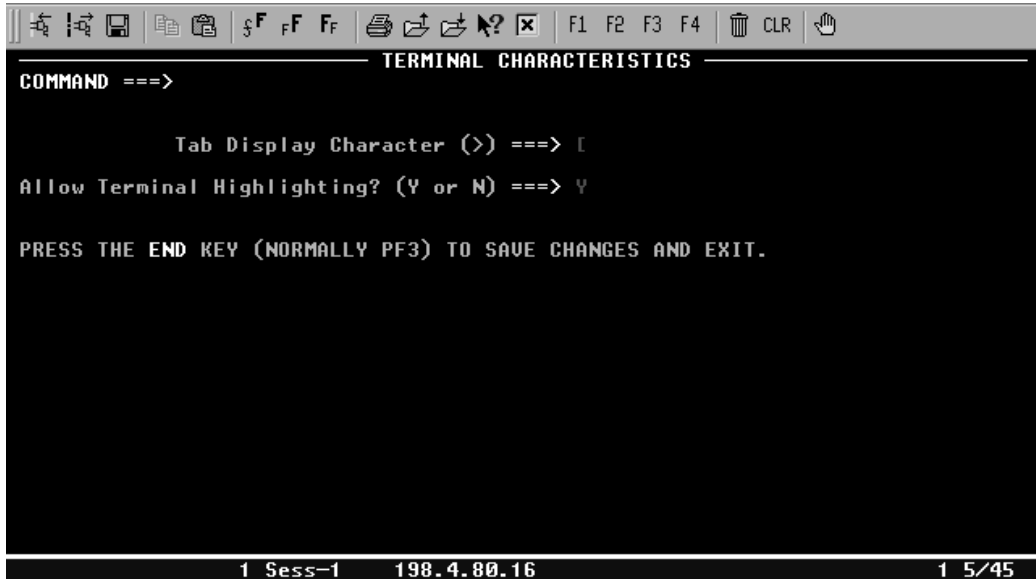 F1 F2 F3 F4 CLR
TERMINAL CHARACTERISTICS
COMMAND ===>
Tab Display Character (>) ===> [
Allow Terminal Highlighting? (Y or N) ===> Y
PRESS THE END KEY (NORMALLY PF3) TO SAVE CHANGES AND EXIT.
1 Sess-1 198.4.80.16 1 5/45